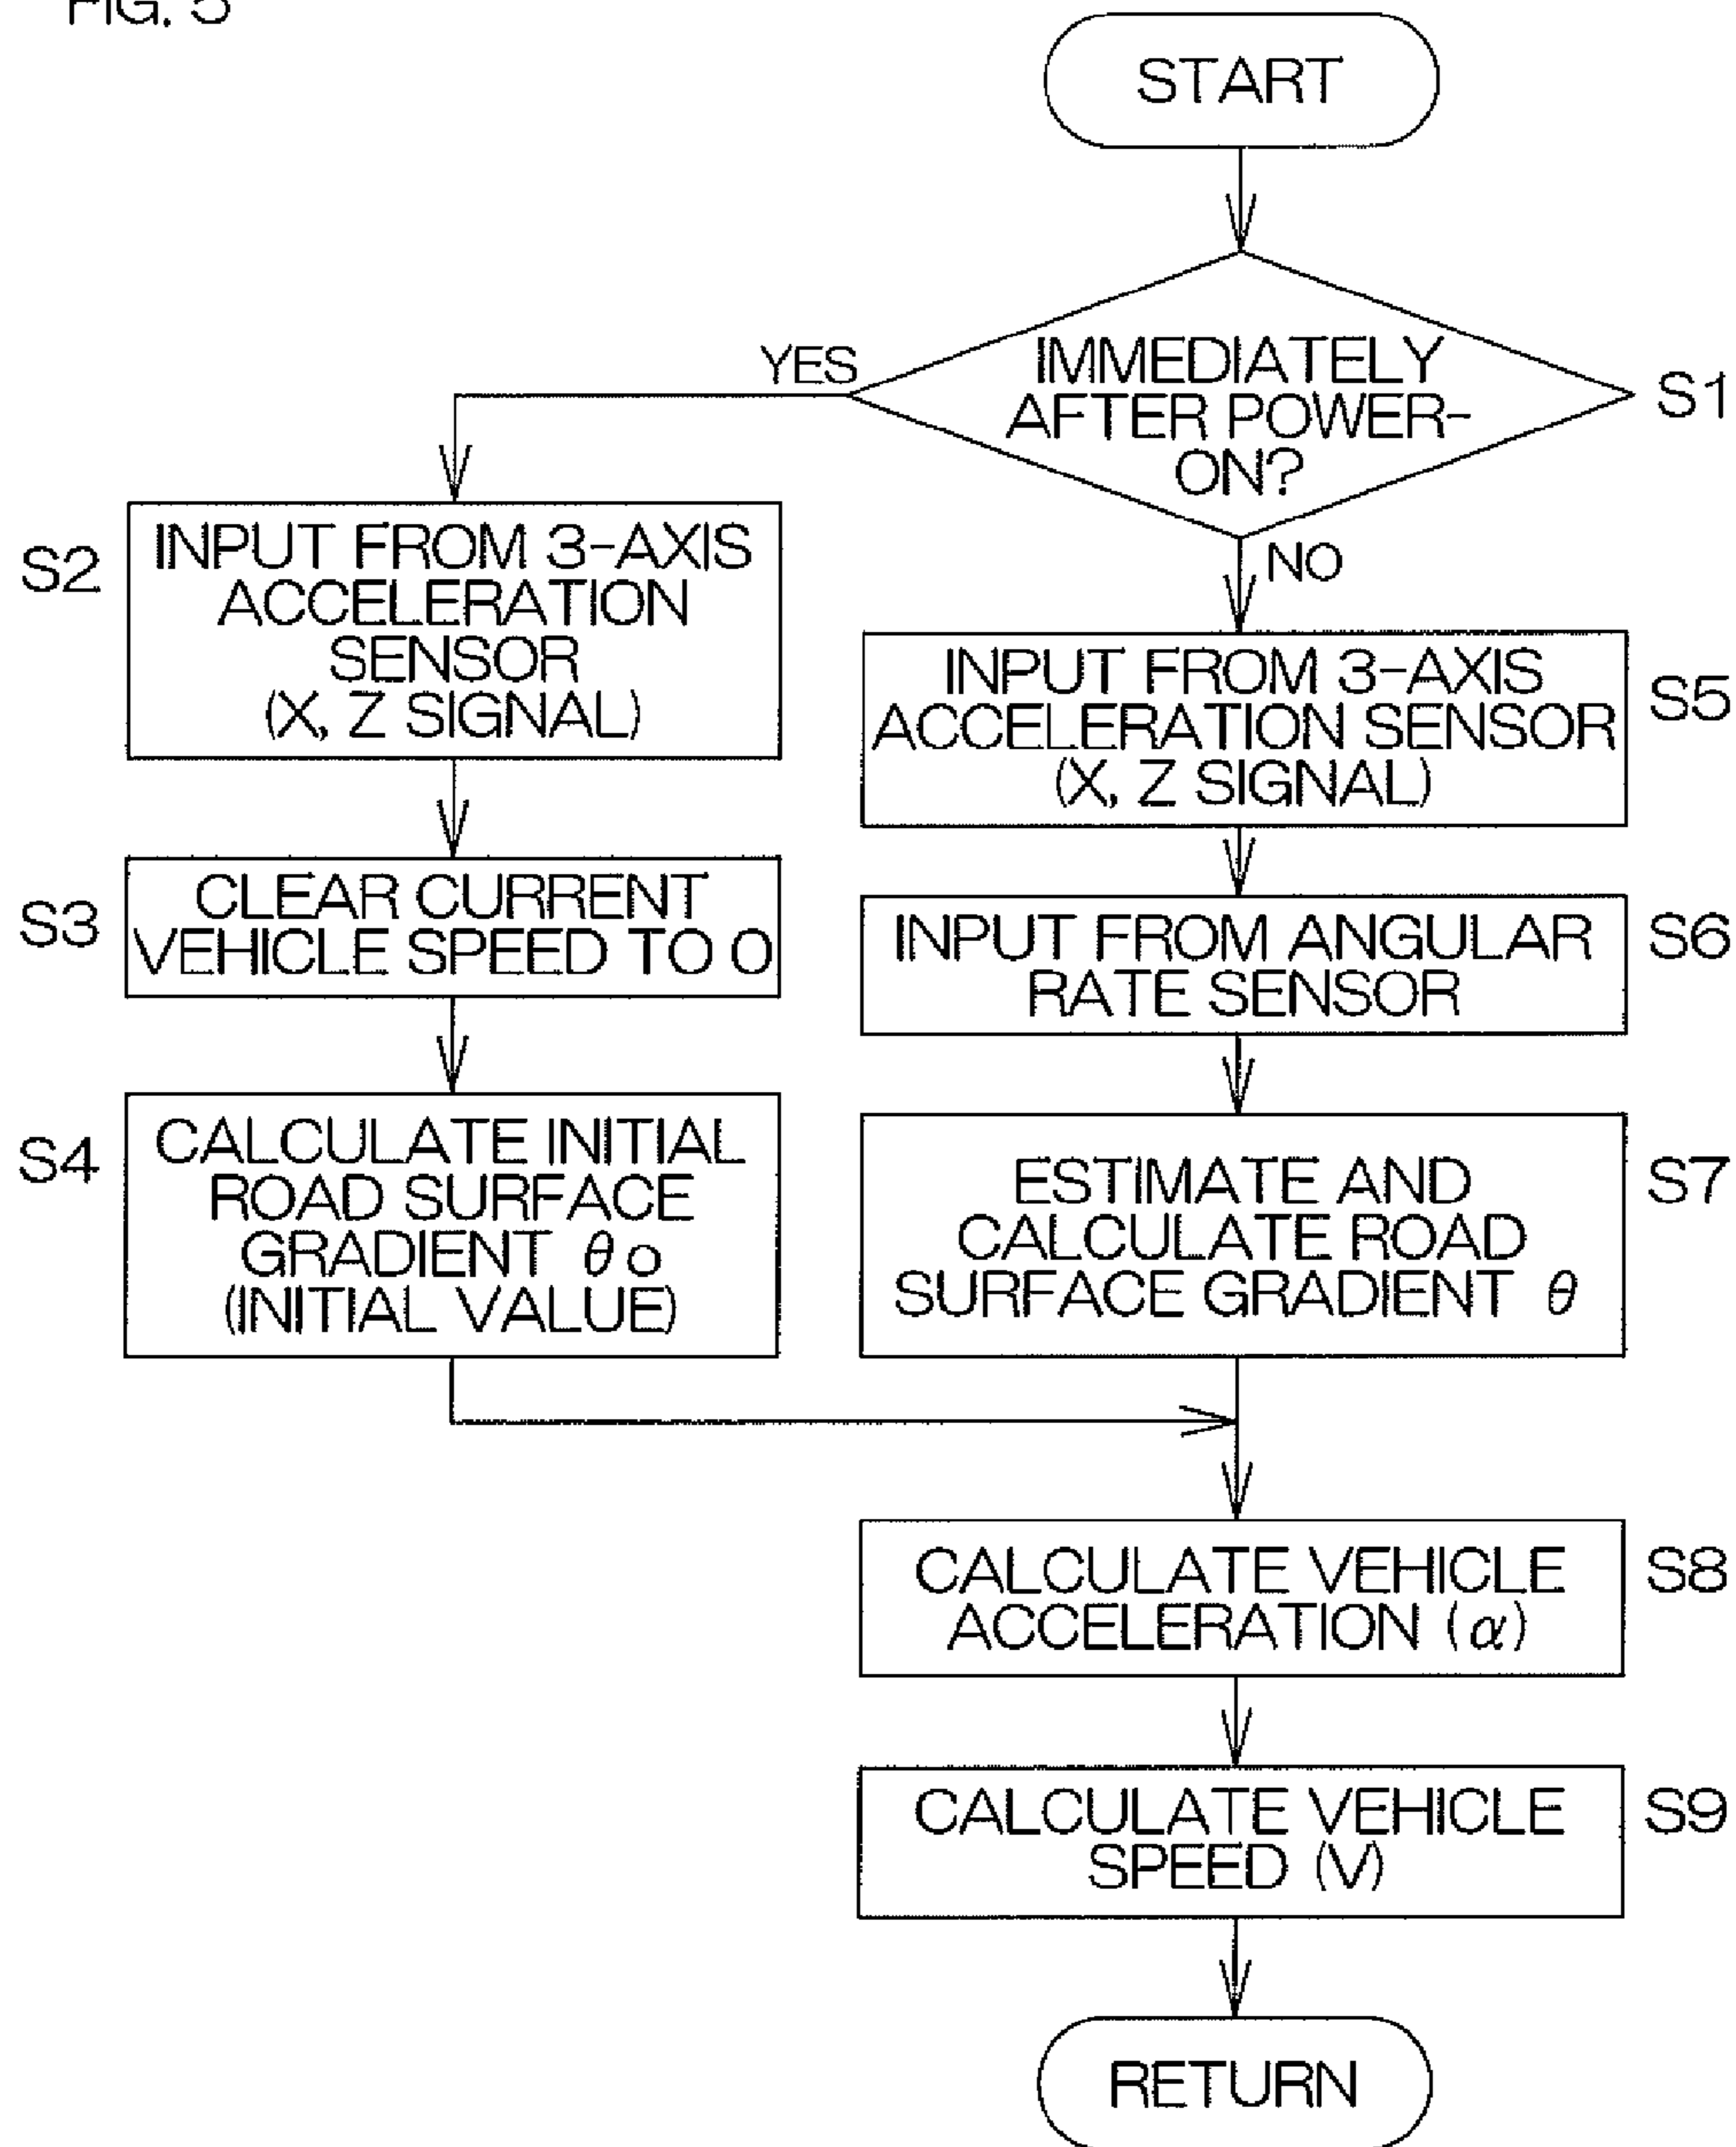 FIG. 5
START
IMMEDIATELY
AFTER POWER-
ON?
S1
YES
NO
S2
INPUT FROM 3-AXIS
ACCELERATION
SENSOR
(X, Z SIGNAL)
S3
CLEAR CURRENT
VEHICLE SPEED TO 0
S4
CALCULATE INITIAL
ROAD SURFACE
GRADIENT θo
(INITIAL VALUE)
INPUT FROM 3-AXIS
ACCELERATION SENSOR
(X, Z SIGNAL)
S5
INPUT FROM ANGULAR
RATE SENSOR
S6
ESTIMATE AND
CALCULATE ROAD
SURFACE GRADIENT θ
S7
CALCULATE VEHICLE
ACCELERATION (α)
S8
CALCULATE VEHICLE
SPEED (V)
S9
RETURN